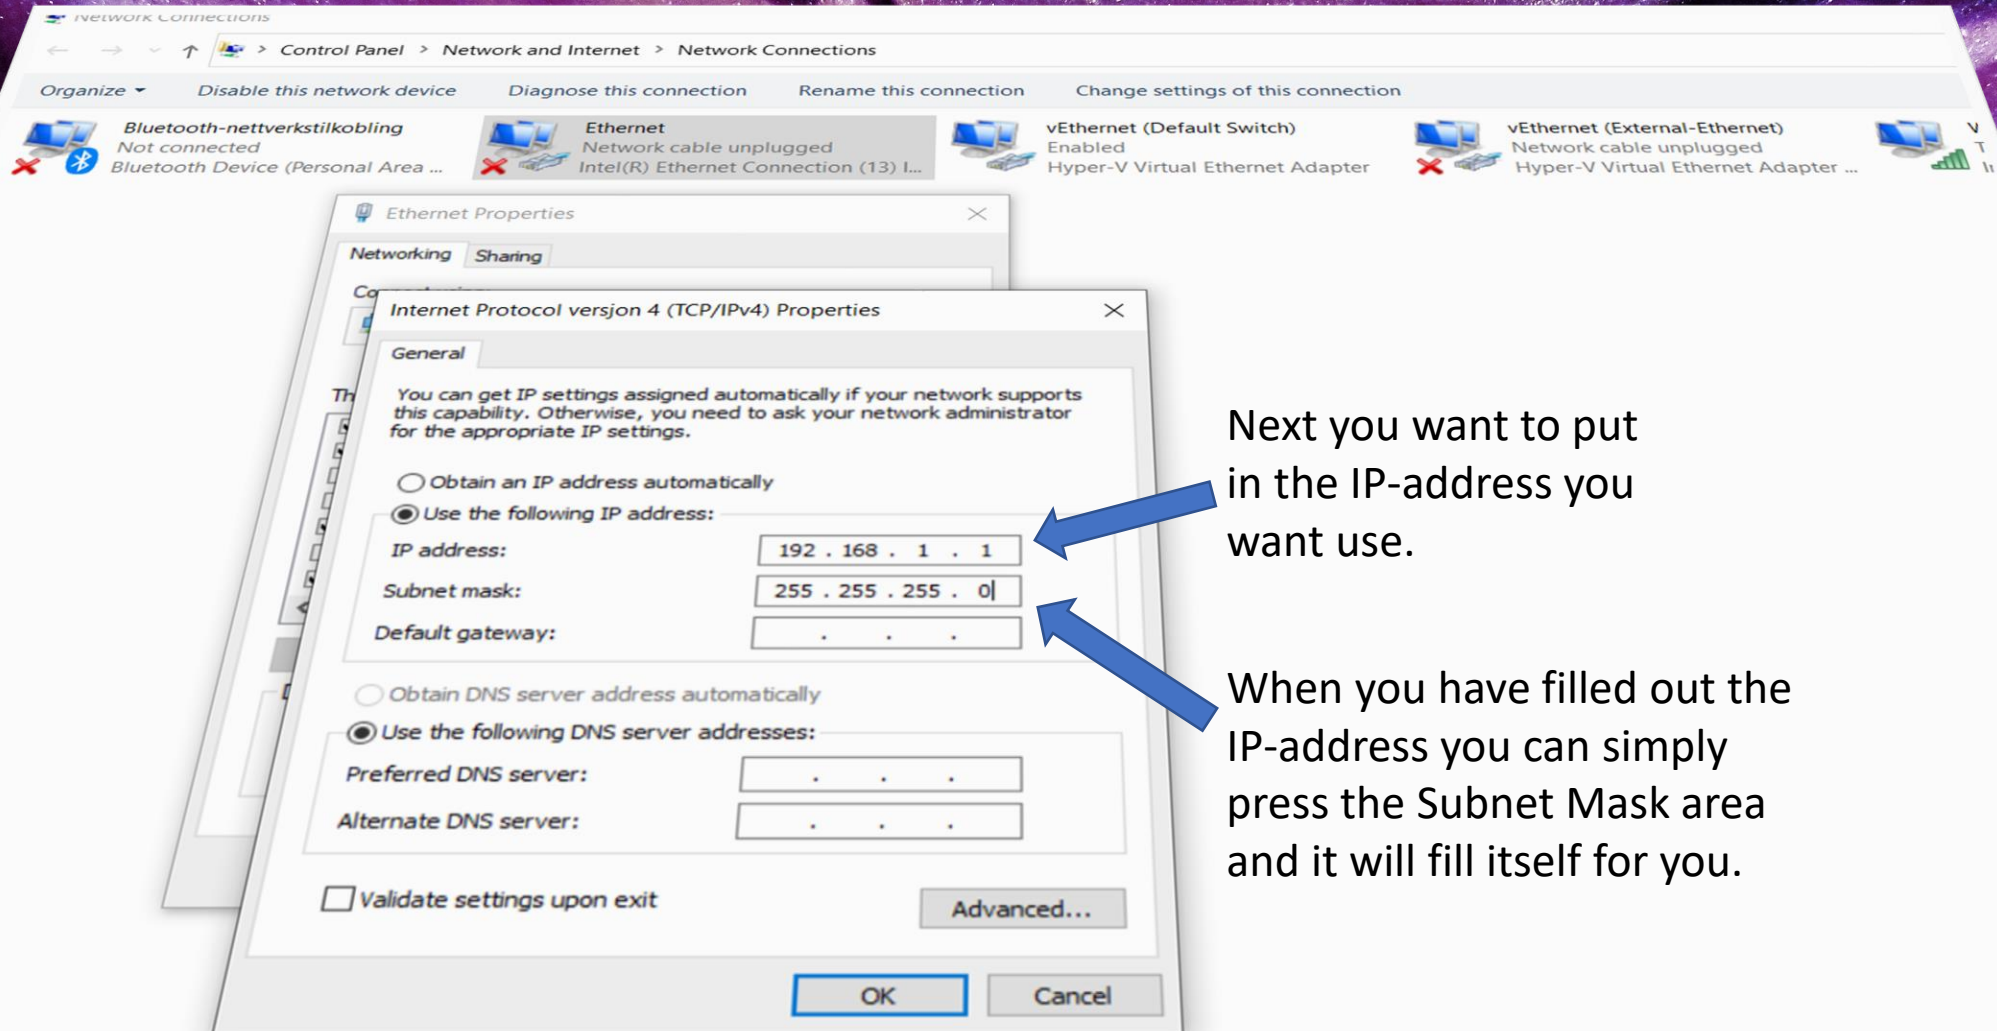 Network Connections
Control Panel > Network and Internet > Network Connections
Organize Disable this network device Diagnose this connection Rename this connection Change settings of this connection
Bluetooth-nettverkstilkobling
Not connected
Bluetooth Device (Personal Area ...
Ethernet
Network cable unplugged
Intel(R) Ethernet Connection (13) I...
vEthernet (Default Switch)
Enabled
Hyper-V Virtual Ethernet Adapter
vEthernet (External-Ethernet)
Network cable unplugged
Hyper-V Virtual Ethernet Adapter ...
Ethernet Properties
Networking Sharing
Internet Protocol versjon 4 (TCP/IPv4) Properties
General
You can get IP settings assigned automatically if your network supports
this capability. Otherwise, you need to ask your network administrator
for the appropriate IP settings.
Obtain an IP address automatically
Use the following IP address:
IP address: 192 . 168 . 1 . 1
Subnet mask: 255 . 255 . 255 . 0
Default gateway: . . .
Obtain DNS server address automatically
Use the following DNS server addresses:
Preferred DNS server: . . .
Alternate DNS server: . . .
Validate settings upon exit
Advanced...
OK Cancel
Next you want to put
in the IP-address you
want use.
When you have filled out the
IP-address you can simply
press the Subnet Mask area
and it will fill itself for you.